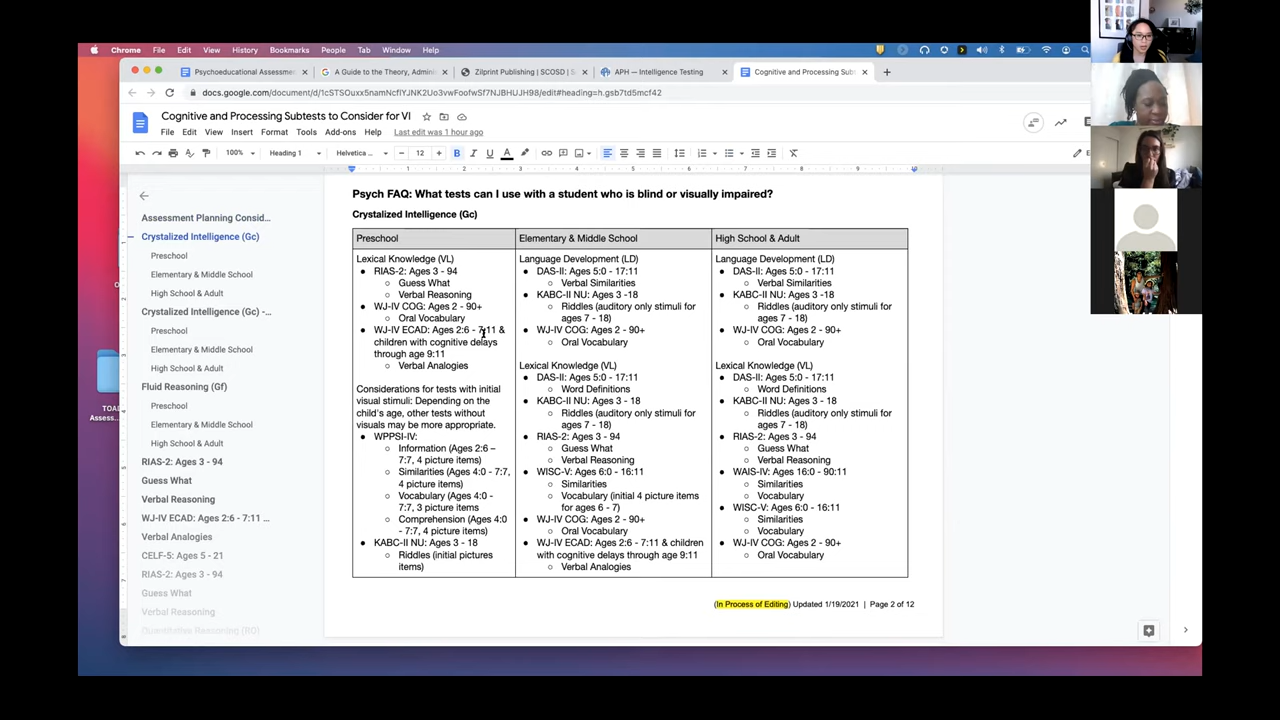 Chrome File Edit View History Bookmarks People Tab Window Help
Psychoeducational Assessm
A Guide to the Theory, Admini
Zilprint Publishing | SCOSD | S
APH — Intelligence Testing
Cognitive and Processing Sub
Cognitive and Processing Subtests to Consider for VI
File Edit View Insert Format Tools Add-ons Help Last edit was 1 hour ago
100% Heading 1 Helvetica ... 12 B I U A
Psych FAQ: What tests can I use with a student who is blind or visually impaired?
Crystalized Intelligence (Gc)
Preschool
Lexical Knowledge (VL)
● RIAS-2: Ages 3 - 94
○ Guess What
○ Verbal Reasoning
● WJ-IV COG: Ages 2 - 90+
○ Oral Vocabulary
● WJ-IV ECAD: Ages 2:6 - 7:11 &
children with cognitive delays
through age 9:11
○ Verbal Analogies
Considerations for tests with initial
visual stimuli: Depending on the
child's age, other tests without
visuals may be more appropriate.
● WPPSI-IV:
○ Information (Ages 2:6 –
7:7, 4 picture items)
○ Similarities (Ages 4:0 - 7:7,
4 picture items)
○ Vocabulary (Ages 4:0 -
7:7, 3 picture items
○ Comprehension (Ages 4:0
- 7:7, 4 picture items)
● KABC-II NU: Ages 3 - 18
○ Riddles (initial pictures
items)
Elementary & Middle School
Language Development (LD)
● DAS-II: Ages 5:0 - 17:11
○ Verbal Similarities
● KABC-II NU: Ages 3 -18
○ Riddles (auditory only stimuli for
ages 7 - 18)
● WJ-IV COG: Ages 2 - 90+
○ Oral Vocabulary
Lexical Knowledge (VL)
● DAS-II: Ages 5:0 - 17:11
○ Word Definitions
● KABC-II NU: Ages 3 - 18
○ Riddles (auditory only stimuli for
ages 7 - 18)
● RIAS-2: Ages 3 - 94
○ Guess What
○ Verbal Reasoning
● WISC-V: Ages 6:0 - 16:11
○ Similarities
○ Vocabulary (initial 4 picture items
for ages 6 - 7)
● WJ-IV COG: Ages 2 - 90+
○ Oral Vocabulary
● WJ-IV ECAD: Ages 2:6 - 7:11 & children
with cognitive delays through age 9:11
○ Verbal Analogies
High School & Adult
Language Development (LD)
● DAS-II: Ages 5:0 - 17:11
○ Verbal Similarities
● KABC-II NU: Ages 3 -18
○ Riddles (auditory only stimuli for
ages 7 - 18)
● WJ-IV COG: Ages 2 - 90+
○ Oral Vocabulary
Lexical Knowledge (VL)
● DAS-II: Ages 5:0 - 17:11
○ Word Definitions
● KABC-II NU: Ages 3 - 18
○ Riddles (auditory only stimuli for
ages 7 - 18)
● RIAS-2: Ages 3 - 94
○ Guess What
○ Verbal Reasoning
● WAIS-IV: Ages 16:0 - 90:11
○ Similarities
○ Vocabulary
● WISC-V: Ages 6:0 - 16:11
○ Similarities
○ Vocabulary
● WJ-IV COG: Ages 2 - 90+
○ Oral Vocabulary
(In Process of Editing) Updated 1/19/2021 | Page 2 of 12
Assessment Planning Consid...
Crystalized Intelligence (Gc)
Preschool
Elementary & Middle School
High School & Adult
Crystalized Intelligence (Gc) -...
Preschool
Elementary & Middle School
High School & Adult
Fluid Reasoning (Gf)
Preschool
Elementary & Middle School
High School & Adult
RIAS-2: Ages 3 - 94
Guess What
Verbal Reasoning
WJ-IV ECAD: Ages 2:6 - 7:11 ...
Verbal Analogies
CELF-5: Ages 5 - 21
RIAS-2: Ages 3 - 94
Guess What
Verbal Reasoning
Quantitative Reasoning (RQ)
TOAD
Assess...